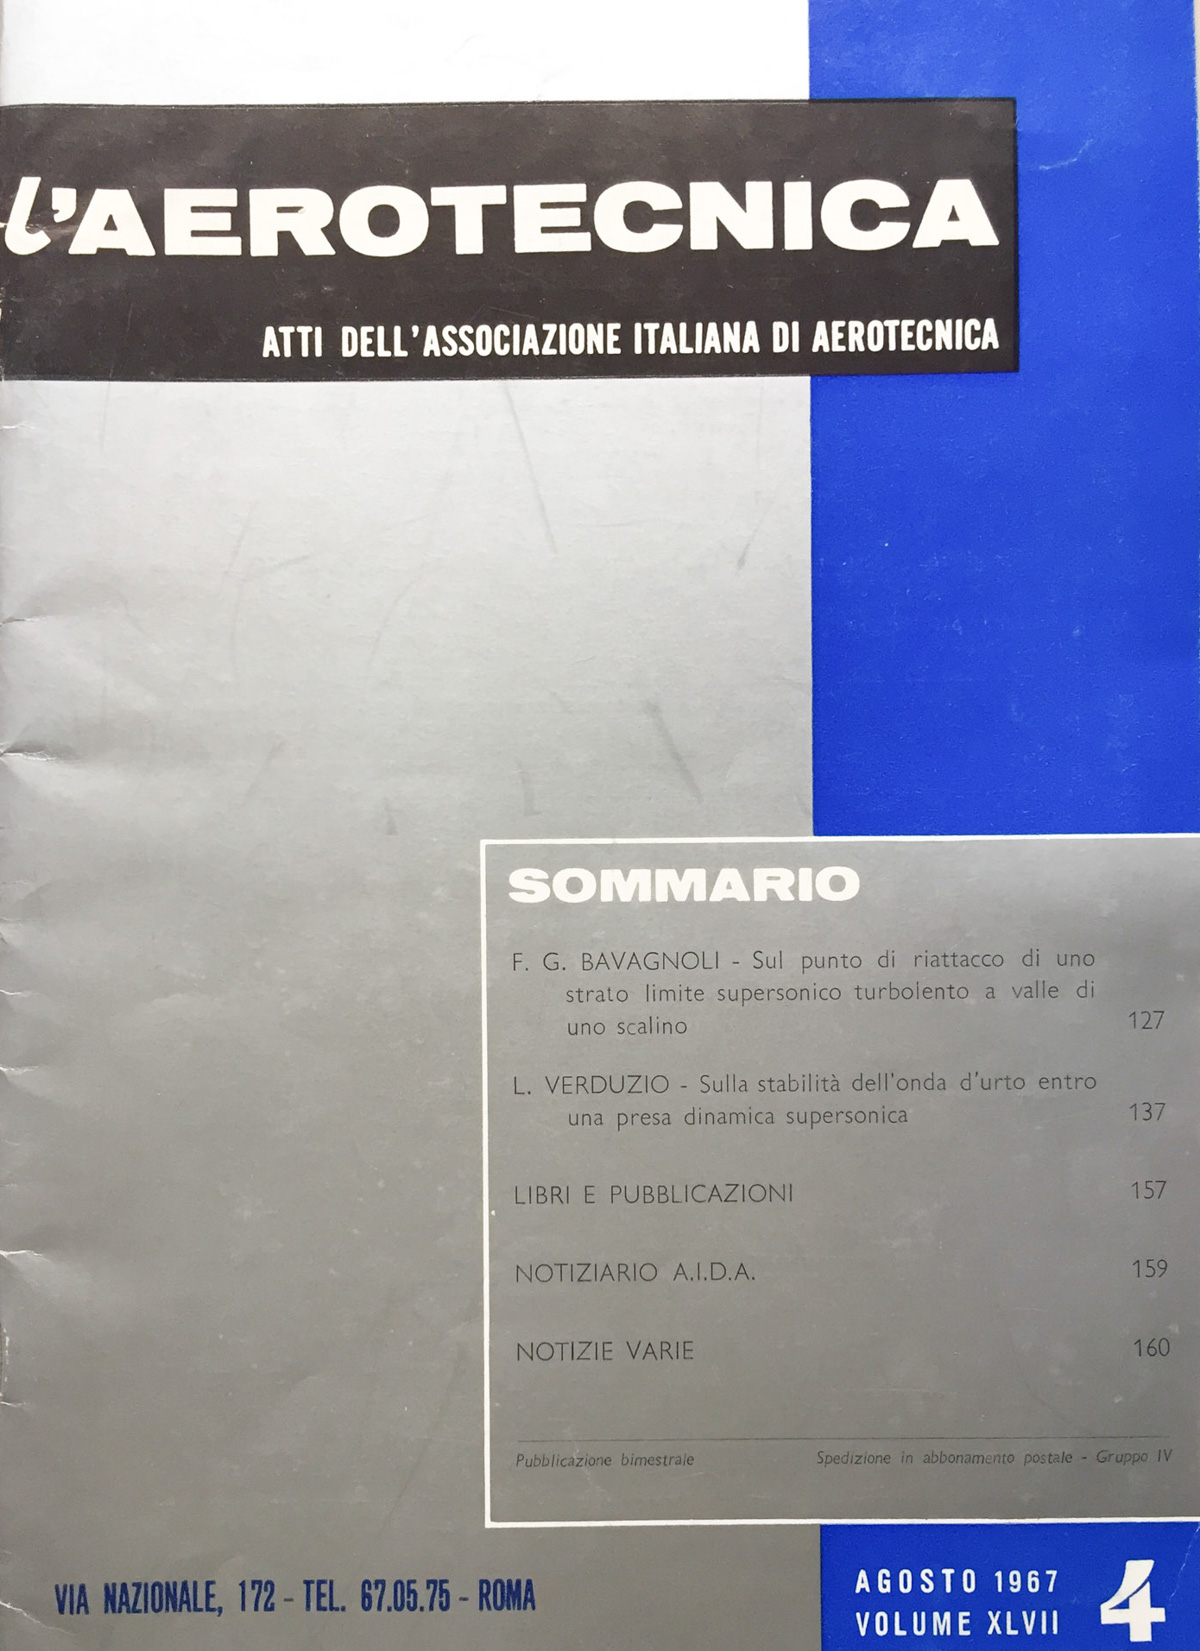 l'AEROTECNICA
ATTI DELL'ASSOCIAZIONE ITALIANA DI AEROTECNICA
SOMMARIO
F. G. BAVAGNOLI - Sul punto di riattacco di uno
strato limite supersonico turbolento a valle di
uno scalino 127
L. VERDUZIO - Sulla stabilità dell'onda d'urto entro
una presa dinamica supersonica 137
LIBRI E PUBBLICAZIONI 157
NOTIZIARIO A.I.D.A. 159
NOTIZIE VARIE 160
Pubblicazione bimestrale Spedizione in abbonamento postale - Gruppo IV
VIA NAZIONALE, 172 - TEL. 67.05.75 - ROMA
AGOSTO 1967
VOLUME XLVII
4